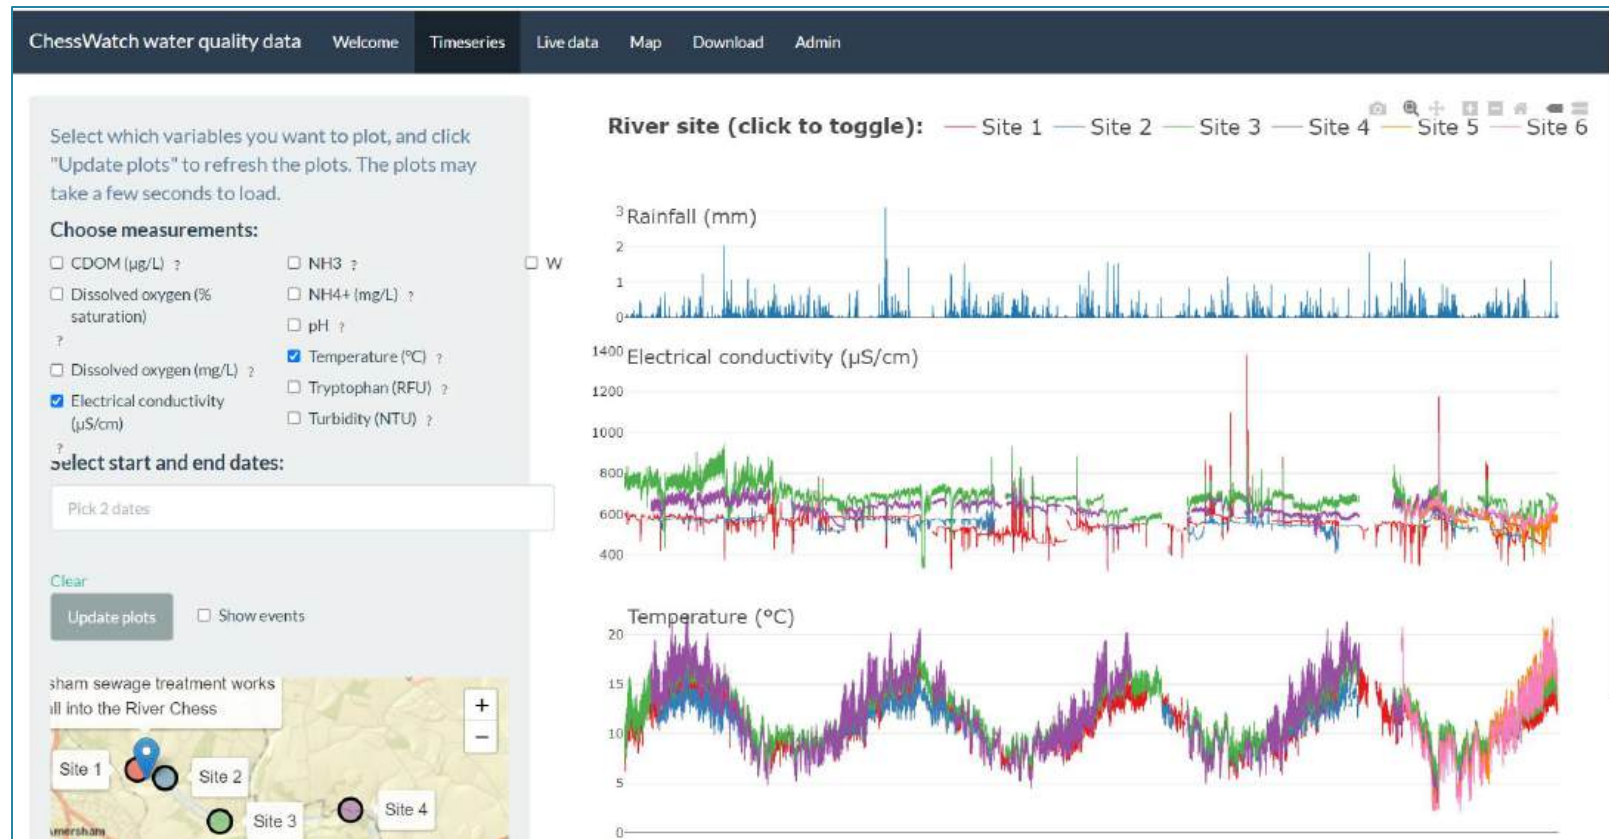 ChessWatch water quality data Welcome Timeseries Live data Map Download Admin
Select which variables you want to plot, and click
"Update plots" to refresh the plots. The plots may
take a few seconds to load.
Choose measurements:
CDOM (µg/L) ?
Dissolved oxygen (%
saturation)
?
Dissolved oxygen (mg/L) ?
Electrical conductivity
(µS/cm)
?
NH3 ?
NH4+ (mg/L) ?
pH ?
Temperature (°C) ?
Tryptophan (RFU) ?
Turbidity (NTU) ?
W
Select start and end dates:
Pick 2 dates
Clear
Update plots Show events
sham sewage treatment works
ll into the River Chess
+
−
Site 1
Site 2
Site 3
Site 4
Amersham
River site (click to toggle): Site 1 Site 2 Site 3 Site 4 Site 5 Site 6
Rainfall (mm)
3
2
1
0
Electrical conductivity (µS/cm)
1400
1200
1000
800
600
400
Temperature (°C)
20
15
10
5
0